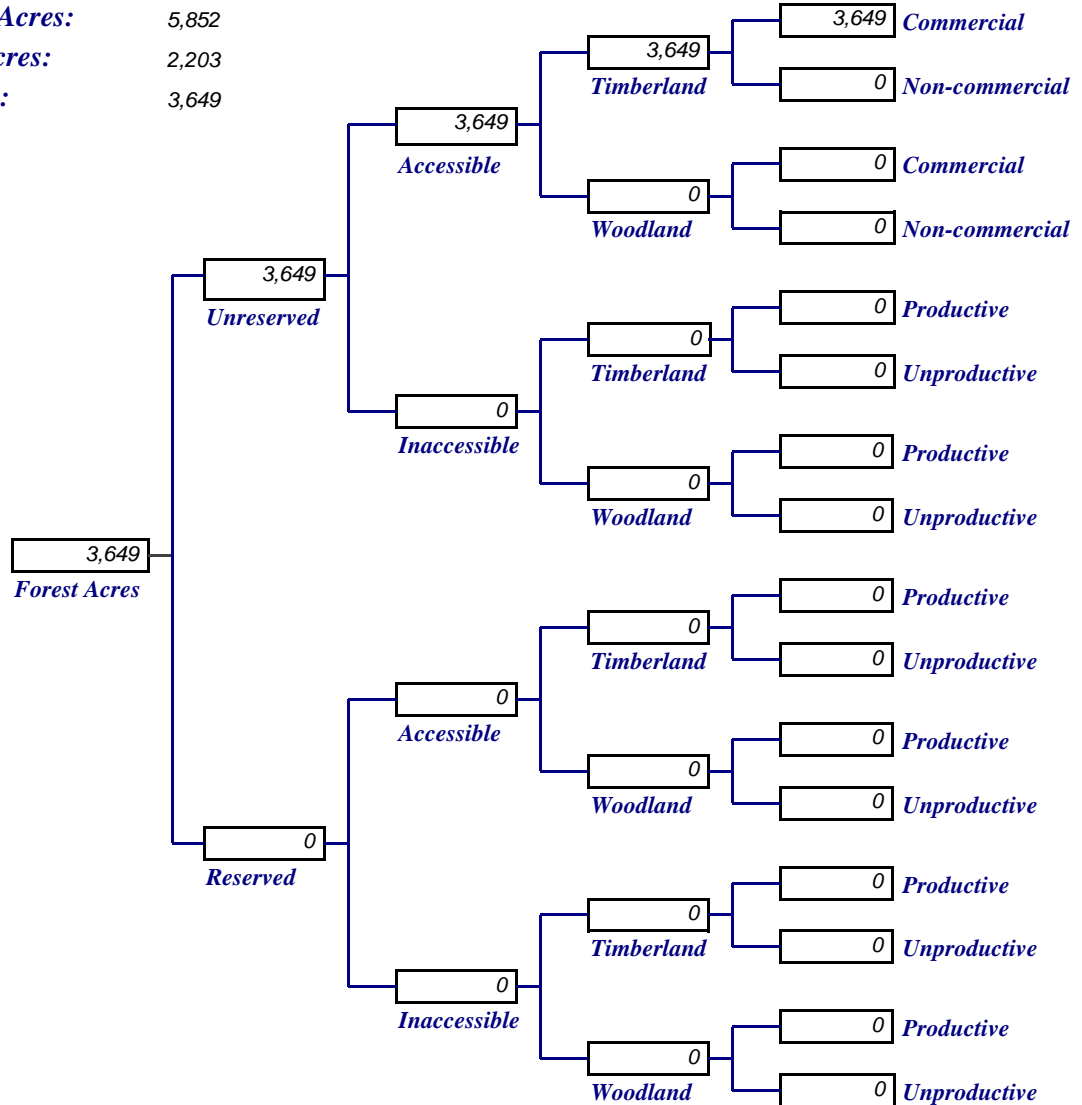 Acres: 5,852
2,203
: 3,649
3,649 Commercial
3,649
Timberland
0 Non-commercial
3,649
Accessible
0 Commercial
0
Woodland
0 Non-commercial
3,649
Unreserved
0 Productive
0
Timberland
0 Unproductive
0
Inaccessible
0 Productive
0
Woodland
0 Unproductive
3,649
Forest Acres
0 Productive
0
Timberland
0 Unproductive
0
Accessible
0 Productive
0
Woodland
0 Unproductive
0
Reserved
0 Productive
0
Timberland
0 Unproductive
0
Inaccessible
0 Productive
0
Woodland
0 Unproductive